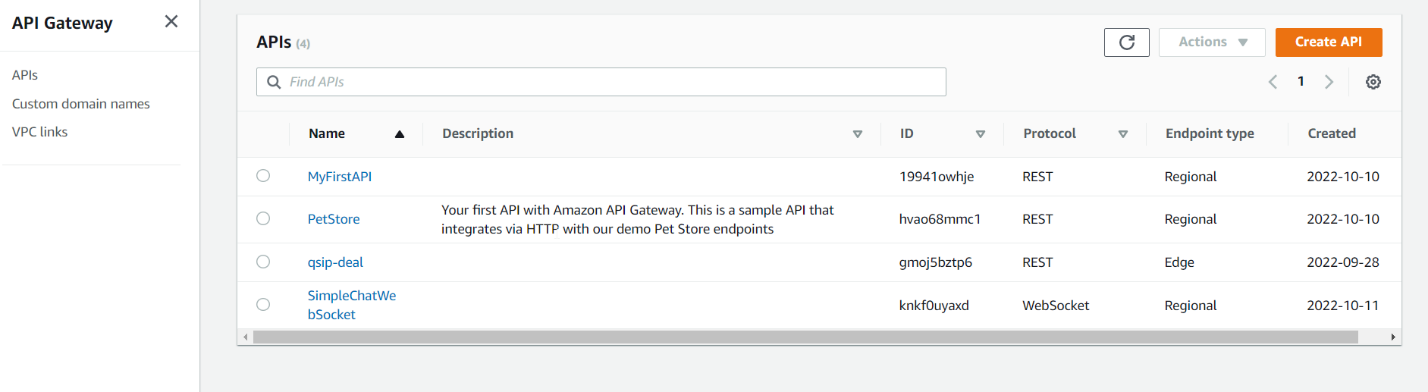 API Gateway
APIs
Custom domain names
VPC links
APIs (4)
Actions
Create API
Find APIs
1
Name Description ID Protocol Endpoint type Created
MyFirstAPI 19941owhje REST Regional 2022-10-10
PetStore Your first API with Amazon API Gateway. This is a sample API that
integrates via HTTP with our demo Pet Store endpoints hvao68mmc1 REST Regional 2022-10-10
qsip-deal gmoj5bztp6 REST Edge 2022-09-28
SimpleChatWe
bSocket knkf0uyaxd WebSocket Regional 2022-10-11